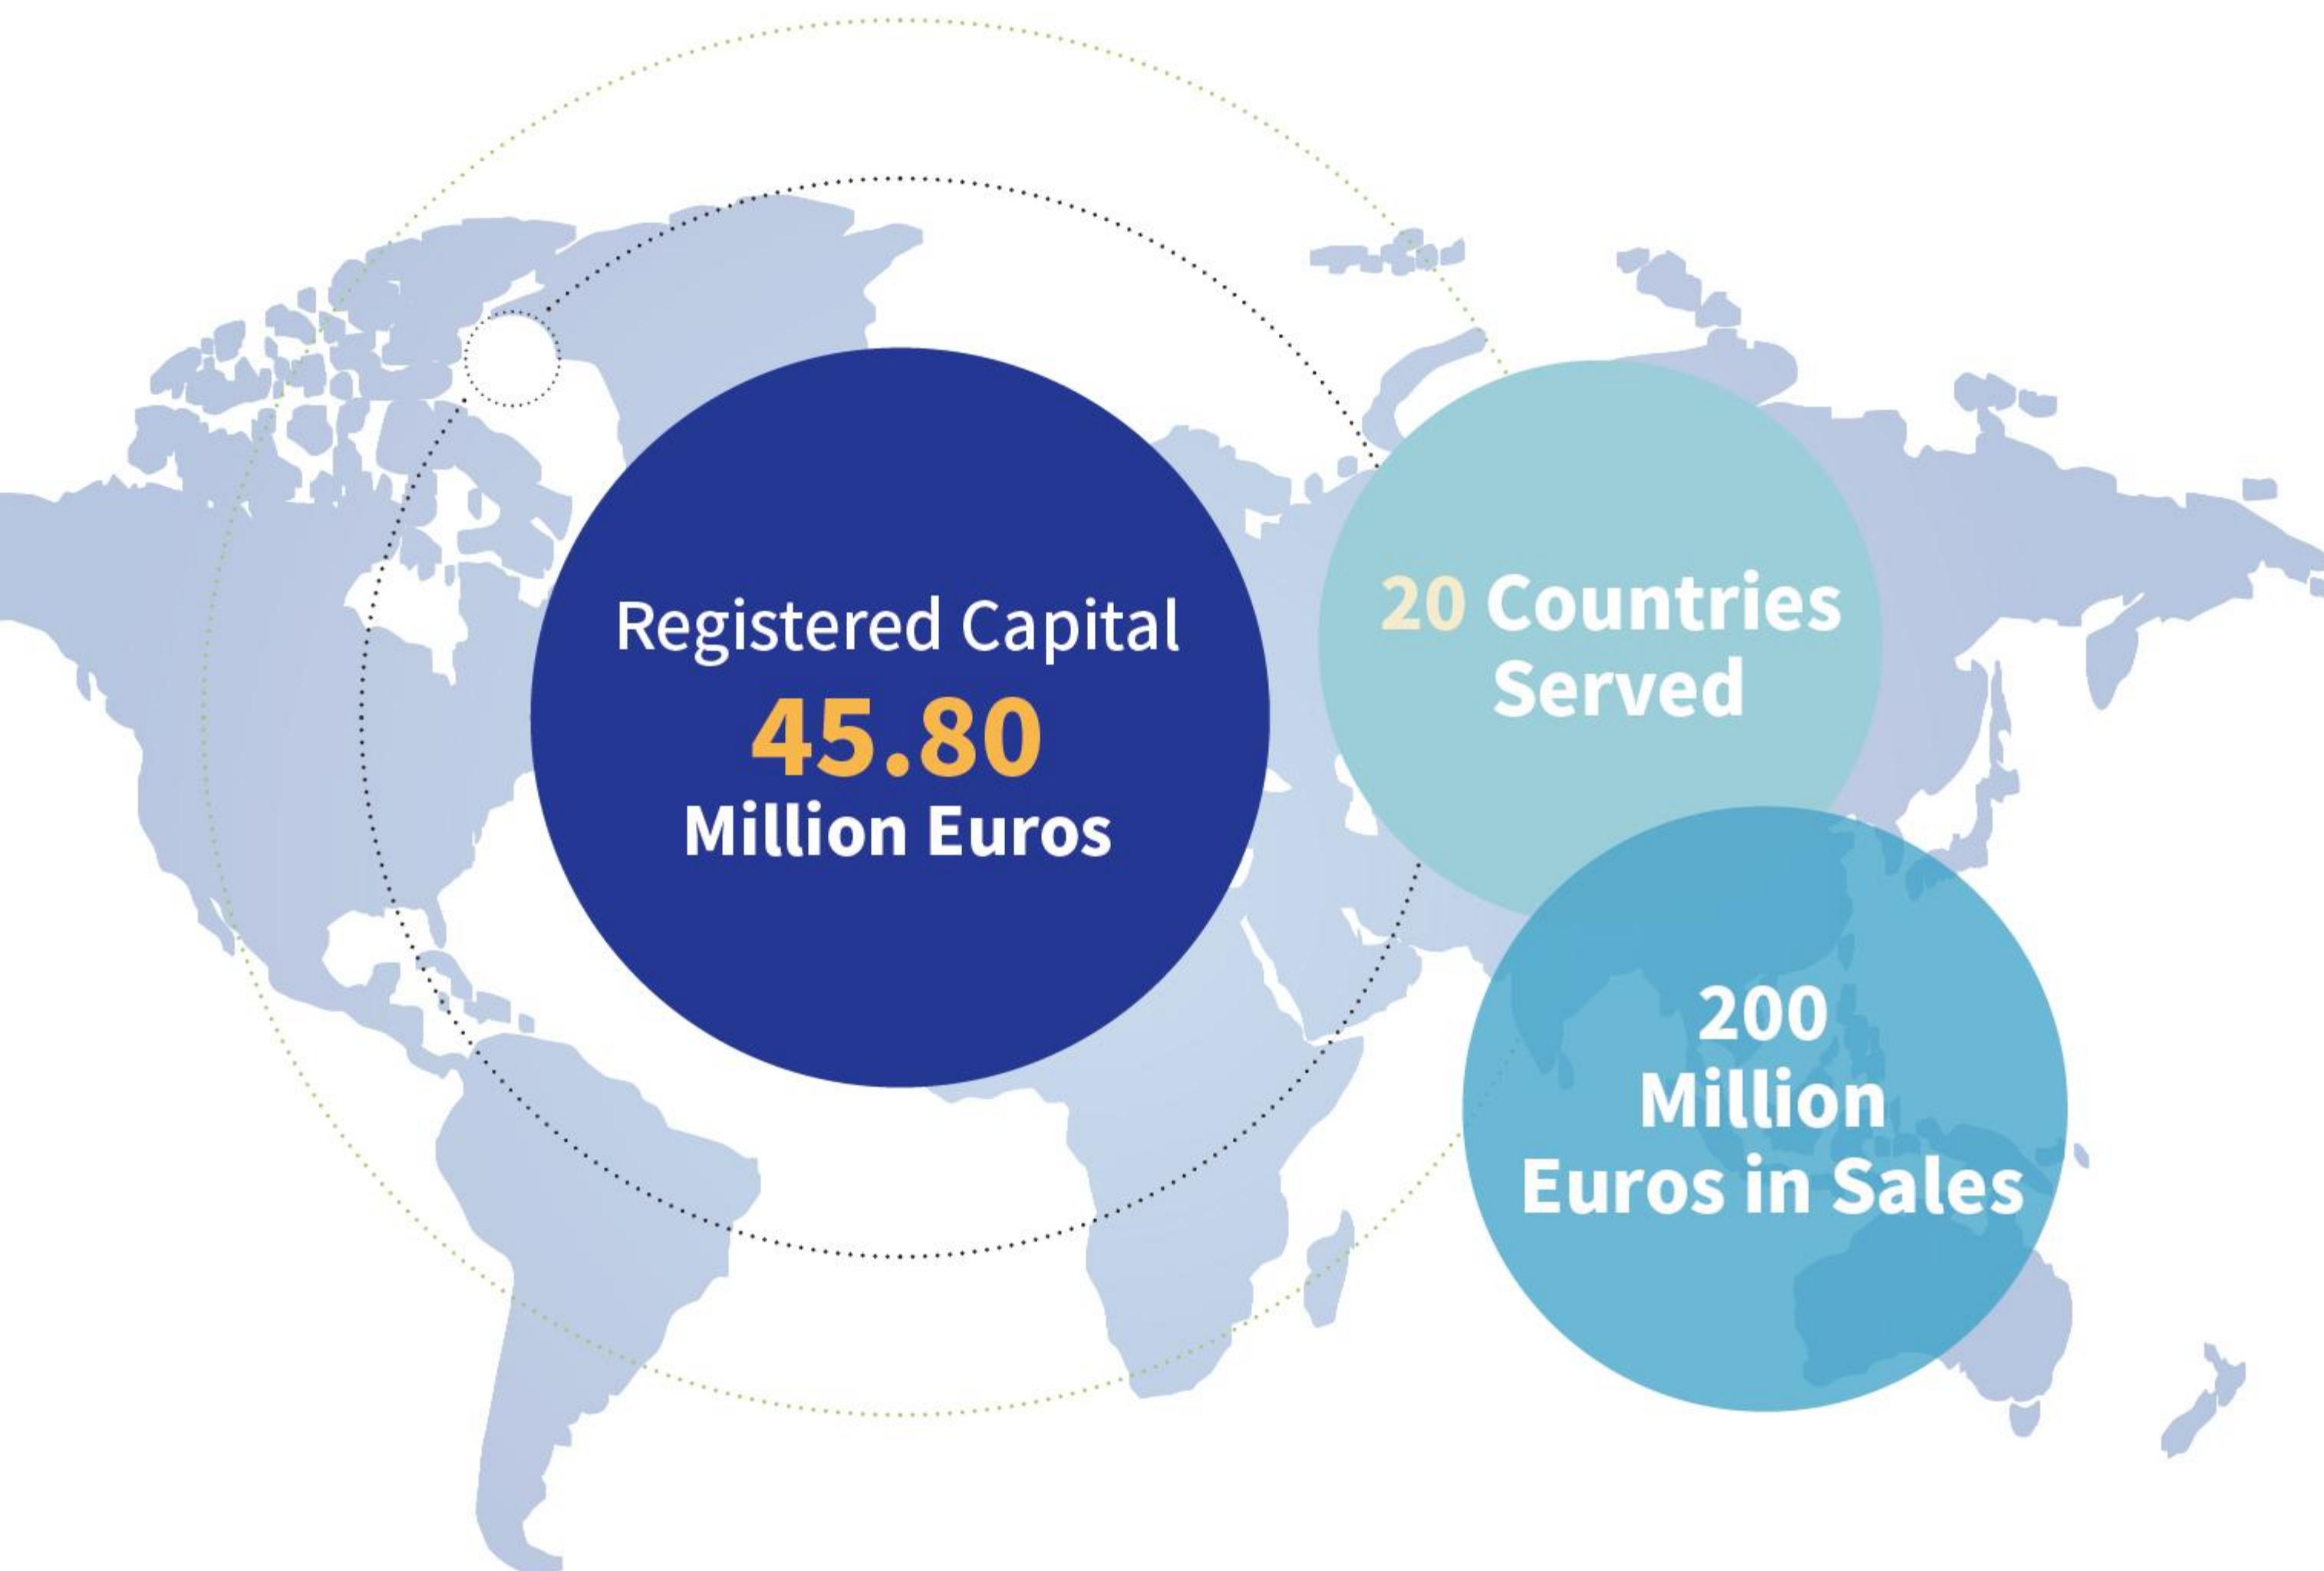 Registered Capital
45.80
Million Euros
20 Countries
Served
200
Million
Euros in Sales